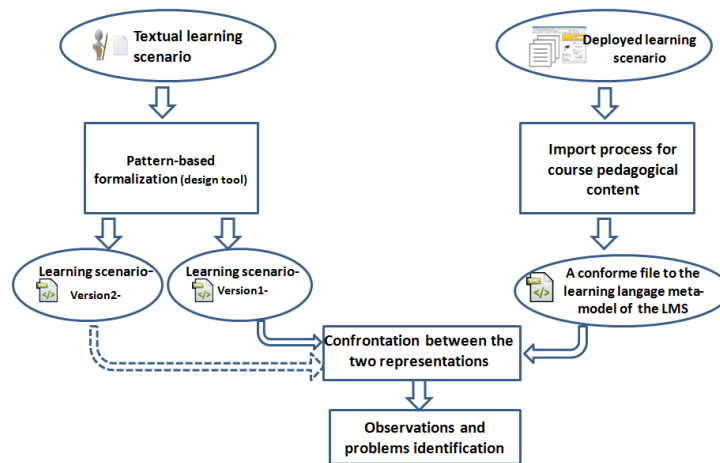 Textual learning
scenario
Deployed learning
scenario
Pattern-based
formalization (design tool)
Import process for
course pedagogical
content
Learning scenario-
Version2-
Learning scenario-
Version1-
A conforme file to the
learning langage meta-
model of the LMS
Confrontation between the
two representations
Observations and
problems identification